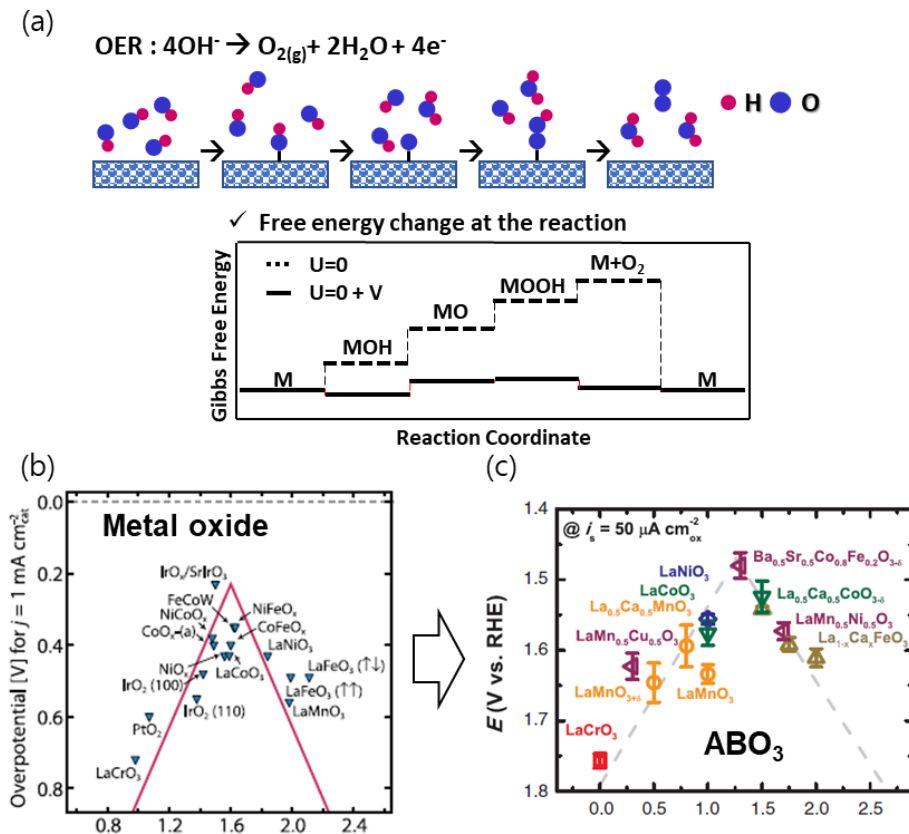 (a)
OER : 4OH⁻ → O₂(g)+ 2H₂O + 4e⁻
H O
✓ Free energy change at the reaction
Gibbs Free Energy
U=0
U=0 + V
M
MOH
MO
MOOH
M+O₂
M
Reaction Coordinate
(b)
Overpotential [V] for j = 1 mA cm⁻²cat
0.0
0.2
0.4
0.6
0.8
Metal oxide
IrOₓ/SrIrO₃
FeCoW
NiCoOₓ
NiFeOₓ
CoOₓ-(a)
CoFeOₓ
LaNiO₃
NiOₓ
LaCoO₃
LaFeO₃ (↑↓)
IrO₂ (100)
LaFeO₃ (↑↑)
IrO₂ (110)
LaMnO₃
PtO₂
LaCrO₃
0.8 1.2 1.6 2.0 2.4
(c)
E (V vs. RHE)
1.4
1.5
1.6
1.7
1.8
@ iₛ = 50 μA cm⁻²ox
Ba₀.₅Sr₀.₅Co₀.₈Fe₀.₂O₃₋δ
LaNiO₃
LaCoO₃
La₀.₅Ca₀.₅CoO₃₋δ
La₀.₅Ca₀.₅MnO₃
LaMn₀.₅Ni₀.₅O₃
LaMn₀.₅Cu₀.₅O₃
La₁₋ₓCaₓFeO₃
LaMnO₃₊δ
LaMnO₃
LaCrO₃
ABO₃
0.0 0.5 1.0 1.5 2.0 2.5